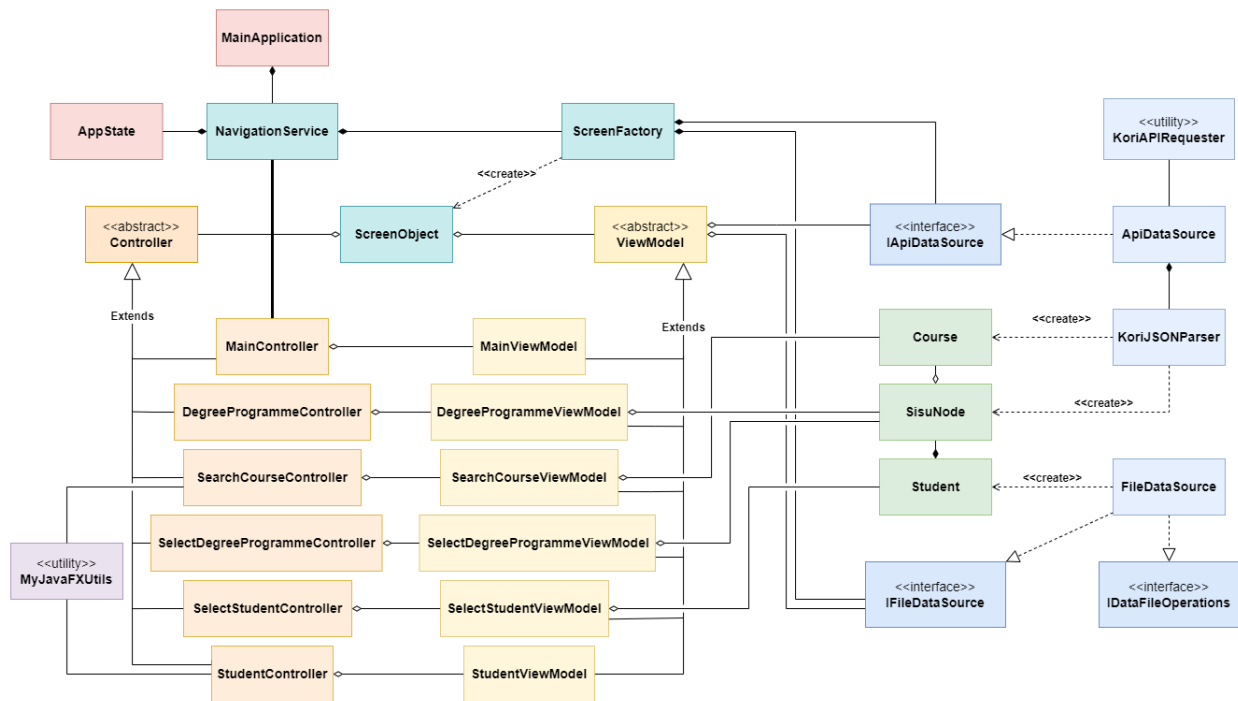 MainApplication
AppState
NavigationService
ScreenFactory
<<utility>>
KoriAPIRequester
<<create>>
<<abstract>>
Controller
ScreenObject
<<abstract>>
ViewModel
<<interface>>
IApiDataSource
ApiDataSource
Extends
Extends
MainController
MainViewModel
Course
<<create>>
KoriJSONParser
DegreeProgrammeController
DegreeProgrammeViewModel
SisuNode
<<create>>
SearchCourseController
SearchCourseViewModel
Student
<<create>>
FileDataSource
SelectDegreeProgrammeController
SelectDegreeProgrammeViewModel
<<utility>>
MyJavaFXUtils
<<interface>>
IFileDataSource
<<interface>>
IDataFileOperations
SelectStudentController
SelectStudentViewModel
StudentController
StudentViewModel